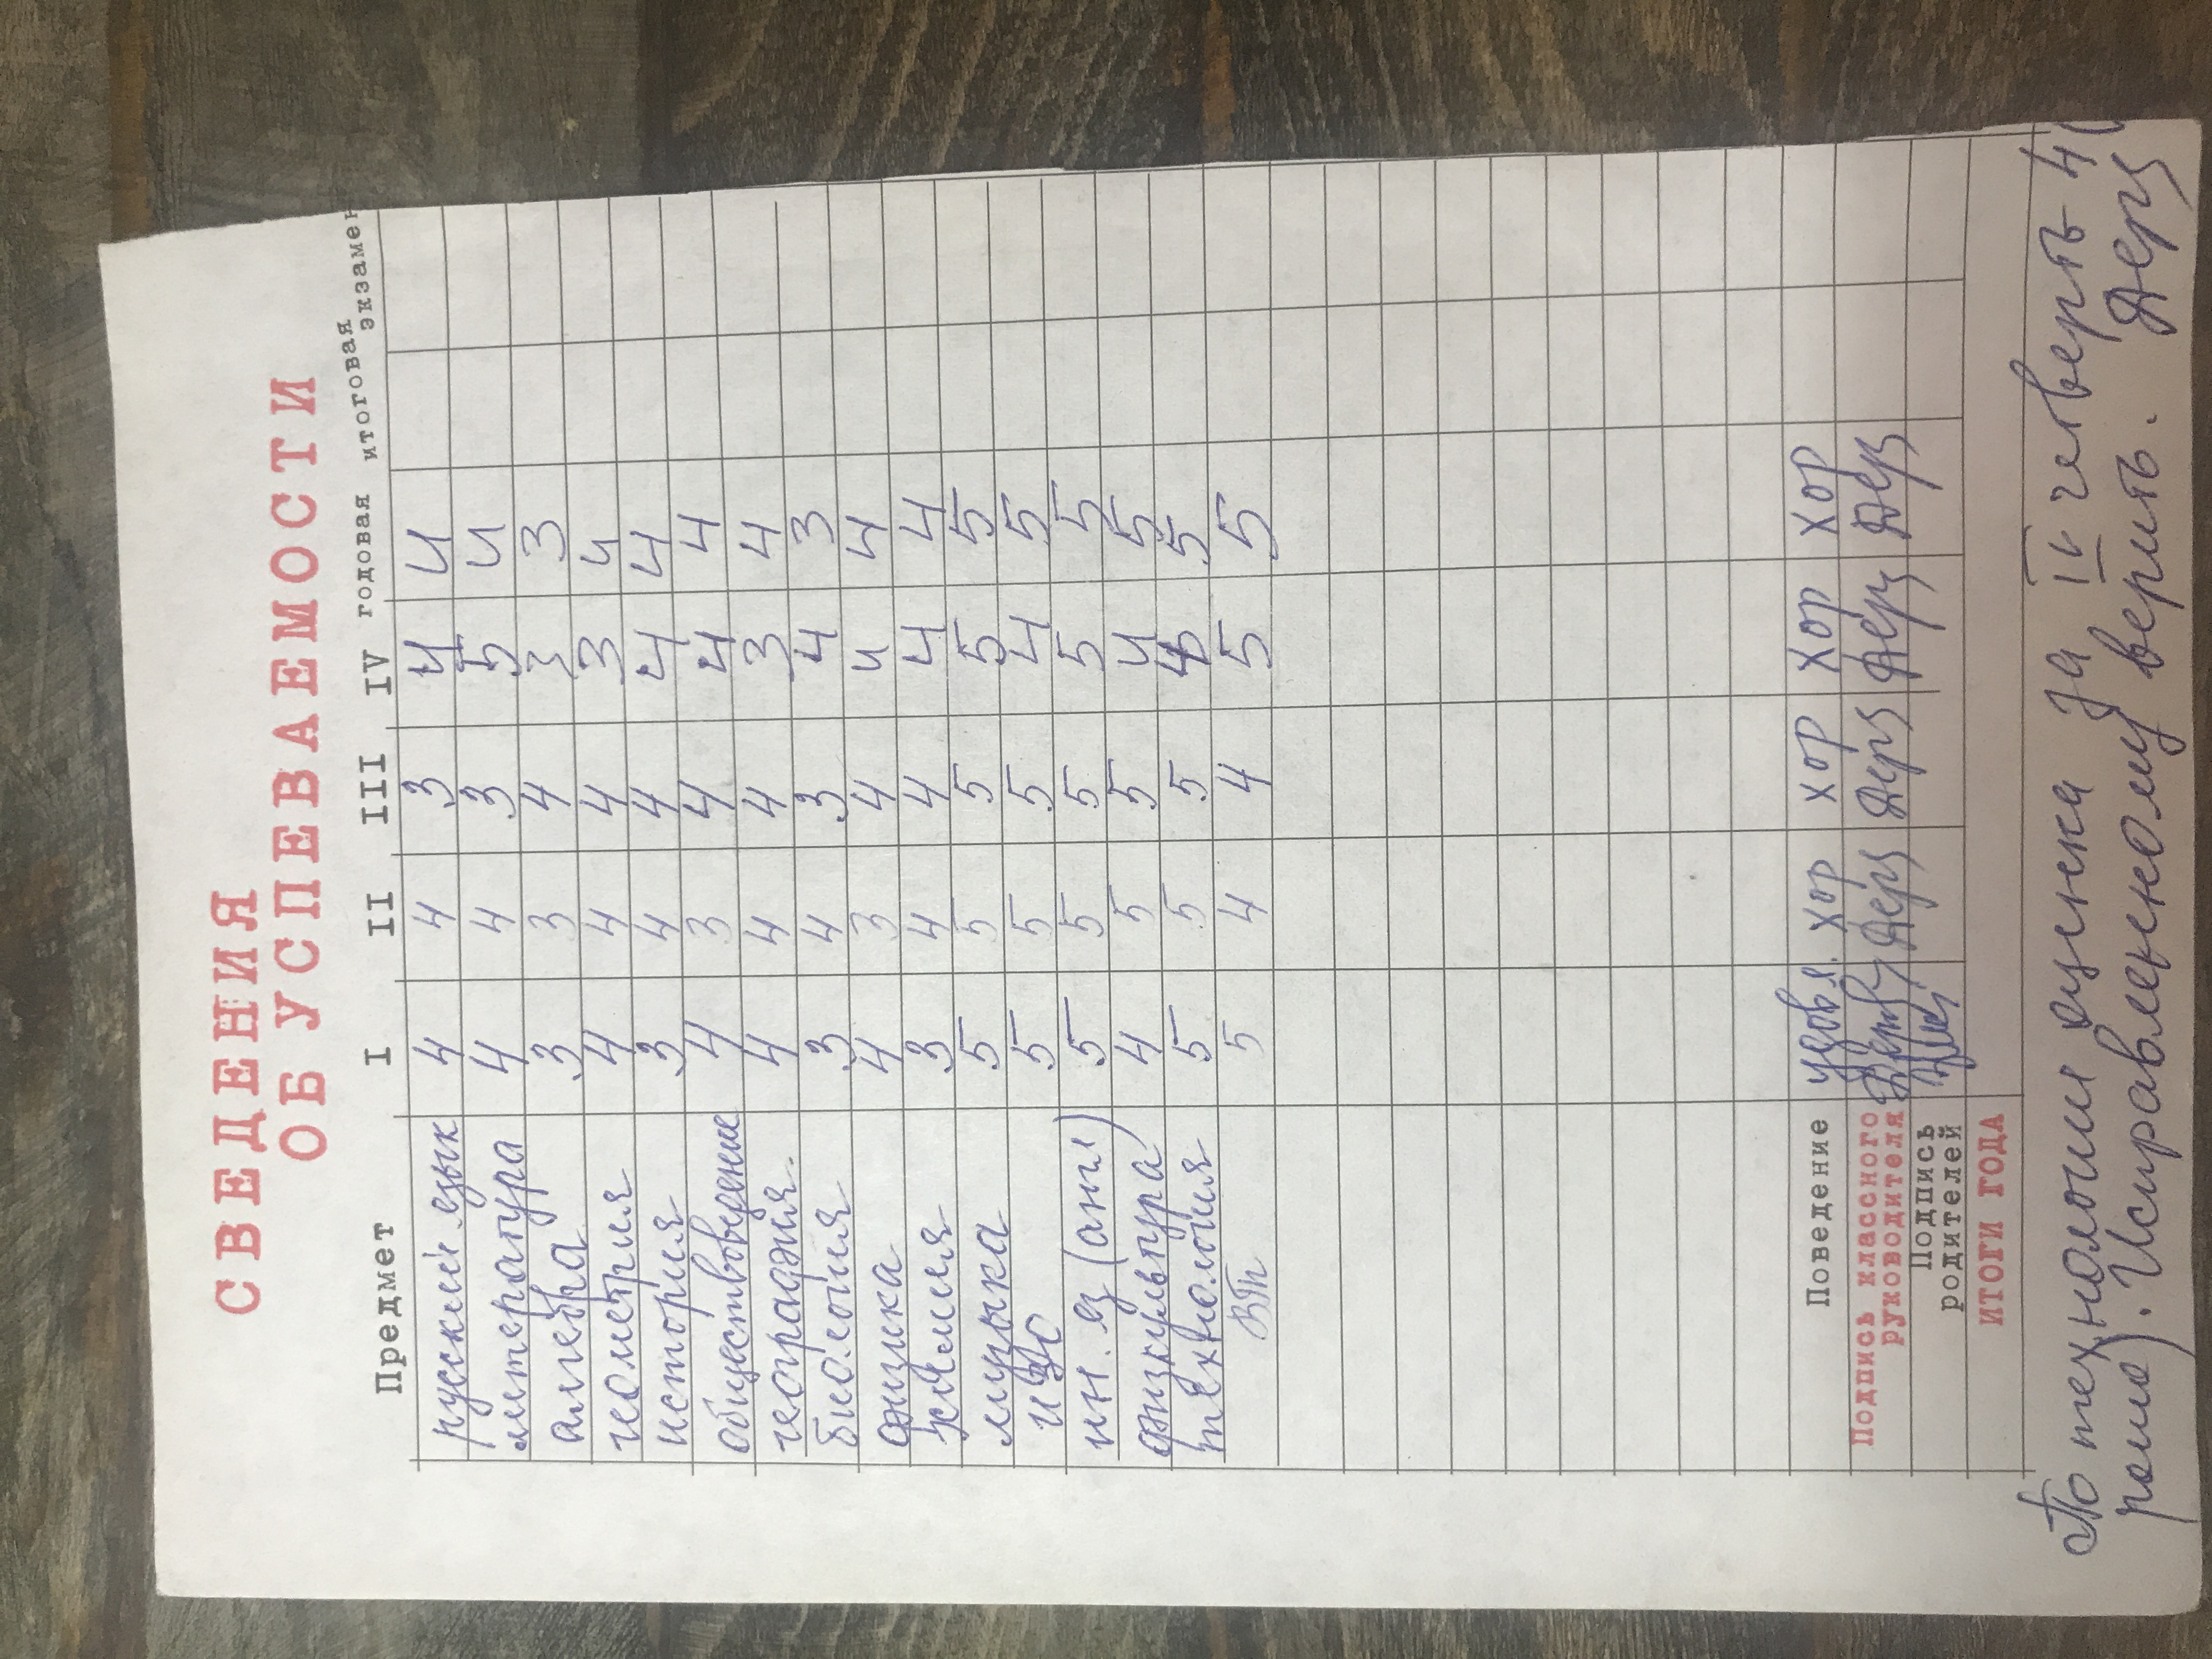 СВЕДЕНИЯ
ОБ УСПЕВАЕМОСТИ
Предмет I II III IV годовая итоговая экзамен
русский язык 4 4 3 4 4
литература 4 4 3 5 4
алгебра 3 3 4 3 3
геометрия 4 4 4 3 4
история 3 4 4 4 4
обществоведение 4 3 4 4 4
география. 4 4 4 3 4
биология 3 4 3 4 3
физика 4 3 4 4 4
химия 3 4 4 4 4
музыка 5 5 5 5 5
ИЗО 5 5 5 4 5
ин. яз (англ) 5 5 5 5 5
физкультура 4 5 5 4 5
технология 5 5 5 4 5
5 4 4 5 5
Поведение удовл. хор хор хор хор
Подпись классного
руководителя Дерз Дерз Дерз Дерз
Подпись
родителей
ИТОГИ ГОДА
По технологии оценка за IV четверть 4(
рошо). Исправленному верить. Дерз